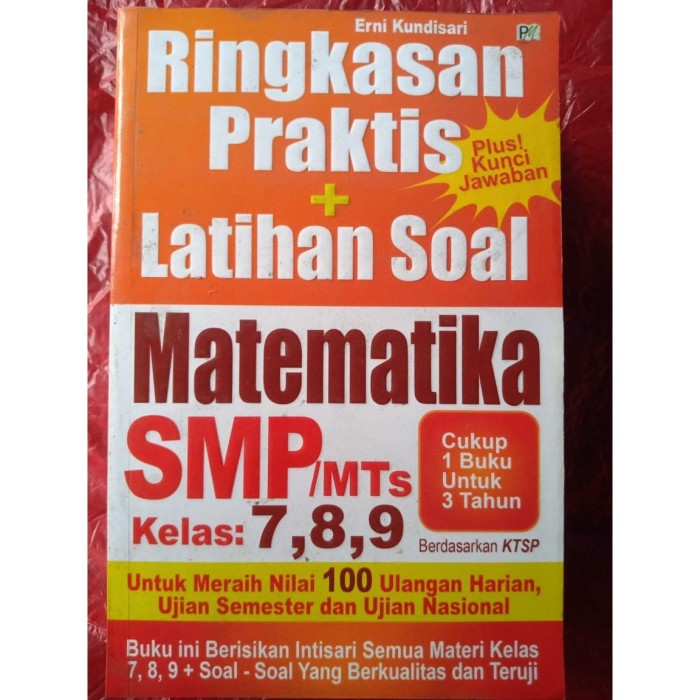 Erni Kundisari
Ringkasan
Praktis
Plus!
Kunci
Jawaban
+
Latihan Soal
Matematika
SMP/MTs
Kelas: 7,8,9
Cukup
1 Buku
Untuk
3 Tahun
Berdasarkan KTSP
Untuk Meraih Nilai 100 Ulangan Harian,
Ujian Semester dan Ujian Nasional
Buku ini Berisikan Intisari Semua Materi Kelas
7, 8, 9 + Soal - Soal Yang Berkualitas dan Teruji